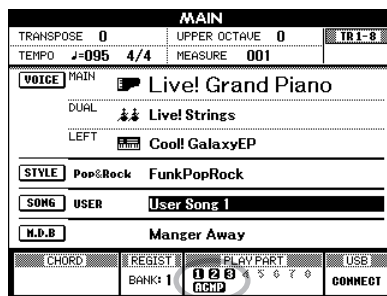 MAIN
TRANSPOSE 0 UPPER OCTAVE 0 TR 1-8
TEMPO ♩=095 4/4 MEASURE 001
VOICE MAIN Live! Grand Piano
DUAL Live! Strings
LEFT Cool! GalaxyEP
STYLE Pop&Rock FunkPopRock
SONG USER User Song 1
M.D.B Manger Away
CHORD REGIST PLAY PART USB
BANK: 1 1 2 3 4 5 6 7 8 CONNECT
ACMP